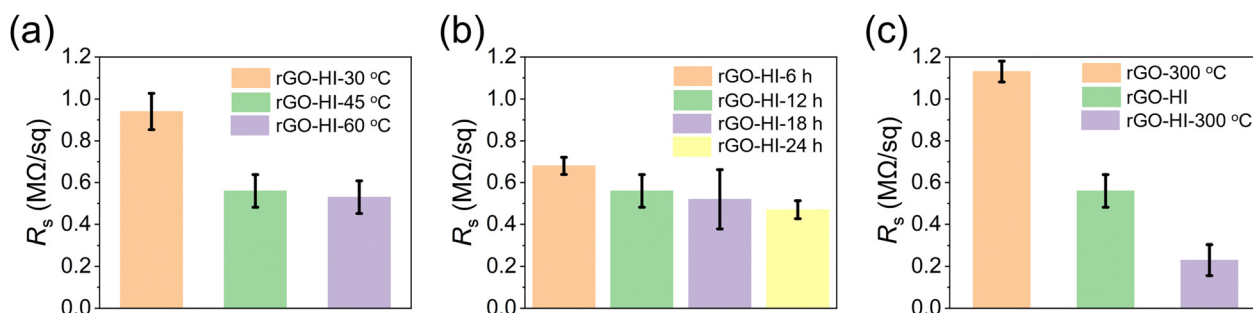 (a)
Rs (MΩ/sq)
1.2
1.0
0.8
0.6
0.4
0.2
0.0
rGO-HI-30 °C
rGO-HI-45 °C
rGO-HI-60 °C
(b)
Rs (MΩ/sq)
1.2
1.0
0.8
0.6
0.4
0.2
0.0
rGO-HI-6 h
rGO-HI-12 h
rGO-HI-18 h
rGO-HI-24 h
(c)
Rs (MΩ/sq)
1.2
1.0
0.8
0.6
0.4
0.2
0.0
rGO-300 °C
rGO-HI
rGO-HI-300 °C